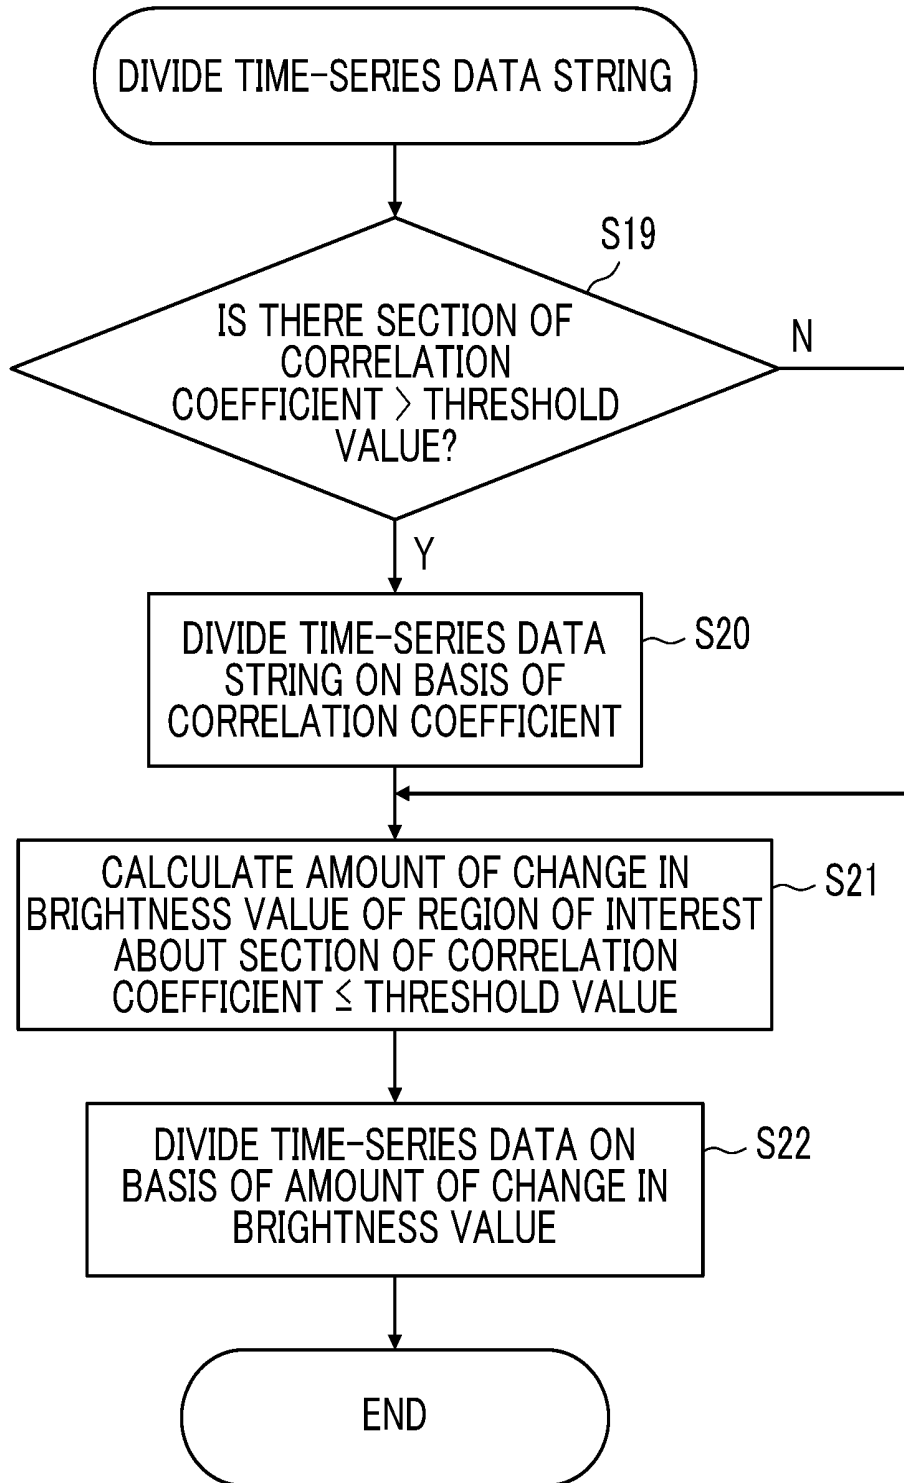 DIVIDE TIME-SERIES DATA STRING
S19
IS THERE SECTION OF
CORRELATION
COEFFICIENT > THRESHOLD
VALUE?
N
Y
DIVIDE TIME-SERIES DATA
STRING ON BASIS OF
CORRELATION COEFFICIENT
S20
CALCULATE AMOUNT OF CHANGE IN
BRIGHTNESS VALUE OF REGION OF INTEREST
ABOUT SECTION OF CORRELATION
COEFFICIENT ≤ THRESHOLD VALUE
S21
DIVIDE TIME-SERIES DATA ON
BASIS OF AMOUNT OF CHANGE IN
BRIGHTNESS VALUE
S22
END